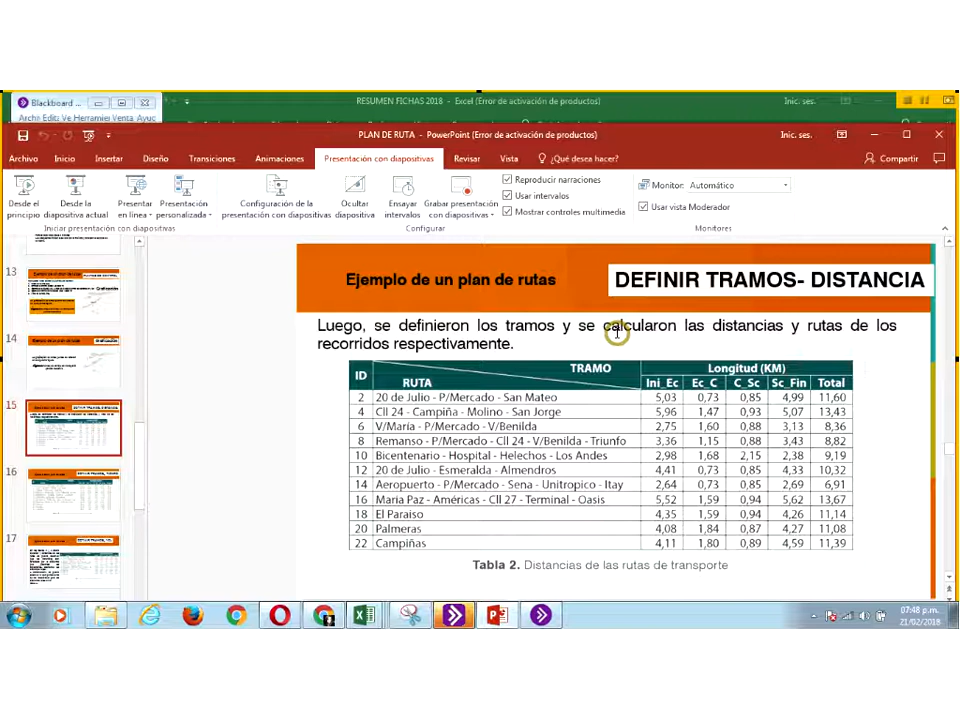 Blackboard ...
RESUMEN FICHAS 2018 - Excel (Error de activación de productos)
Inic. ses.
Archi Edita Ve Herramier Venta Ayuc
PLAN DE RUTA - PowerPoint (Error de activación de productos)
Inic. ses.
Archivo Inicio Insertar Diseño Transiciones Animaciones Presentación con diapositivas Revisar Vista ¿Qué desea hacer? Compartir
Desde el principio
Desde la diapositiva actual
Presentar en línea
Presentación personalizada
Configuración de la presentación con diapositivas
Ocultar diapositiva
Ensayar intervalos
Grabar presentación con diapositivas
Reproducir narraciones
Usar intervalos
Mostrar controles multimedia
Monitor: Automático
Usar vista Moderador
Iniciar presentación con diapositivas
Configurar
Monitores
13
14
15
16
17
Ejemplo de un plan de rutas
DEFINIR TRAMOS- DISTANCIA
Luego, se definieron los tramos y se calcularon las distancias y rutas de los
recorridos respectivamente.
ID RUTA TRAMO Longitud (KM)
Ini_Ec Ec_C C_Sc Sc_Fin Total
2 20 de Julio - P/Mercado - San Mateo 5,03 0,73 0,85 4,99 11,60
4 Cll 24 - Campiña - Molino - San Jorge 5,96 1,47 0,93 5,07 13,43
6 V/María - P/Mercado - V/Benilda 2,75 1,60 0,88 3,13 8,36
8 Remanso - P/Mercado - Cll 24 - V/Benilda - Triunfo 3,36 1,15 0,88 3,43 8,82
10 Bicentenario - Hospital - Helechos - Los Andes 2,98 1,68 2,15 2,38 9,19
12 20 de Julio - Esmeralda - Almendros 4,41 0,73 0,85 4,33 10,32
14 Aeropuerto - P/Mercado - Sena - Unitropico - Itay 2,64 0,73 0,85 2,69 6,91
16 Maria Paz - Américas - Cll 27 - Terminal - Oasis 5,52 1,59 0,94 5,62 13,67
18 El Paraiso 4,35 1,59 0,94 4,26 11,14
20 Palmeras 4,08 1,84 0,87 4,27 11,08
22 Campiñas 4,11 1,80 0,89 4,59 11,39
Tabla 2. Distancias de las rutas de transporte
07:48 p.m.
21/02/2018